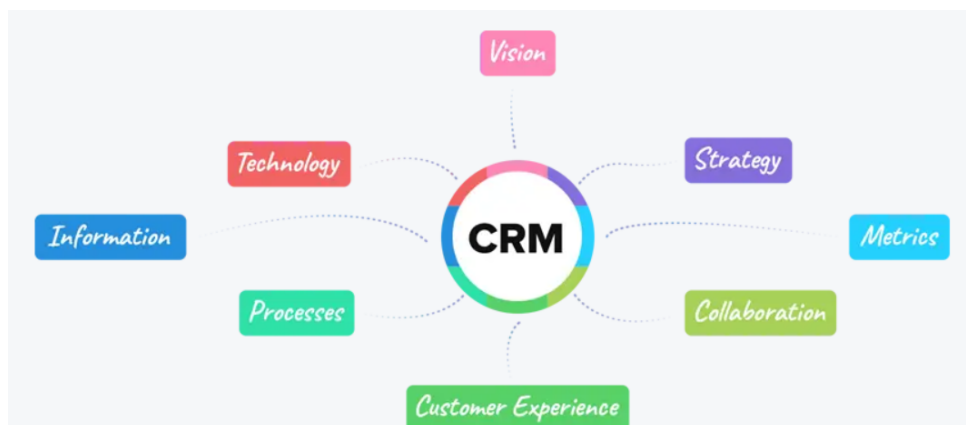 Vision
Technology
Strategy
Information
CRM
Metrics
Processes
Collaboration
Customer Experience